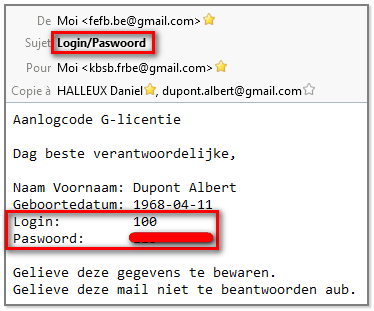 De Moi <fefb.be@gmail.com>
Sujet Login/Paswoord
Pour Moi <kbsb.frbe@gmail.com>
Copie à HALLEUX Daniel, dupont.albert@gmail.com
Aanlogcode G-licentie
Dag beste verantwoordelijke,
Naam Voornaam: Dupont Albert
Geboortedatum: 1968-04-11
Login: 100
Paswoord:
Gelieve deze gegevens te bewaren.
Gelieve deze mail niet te beantwoorden aub.